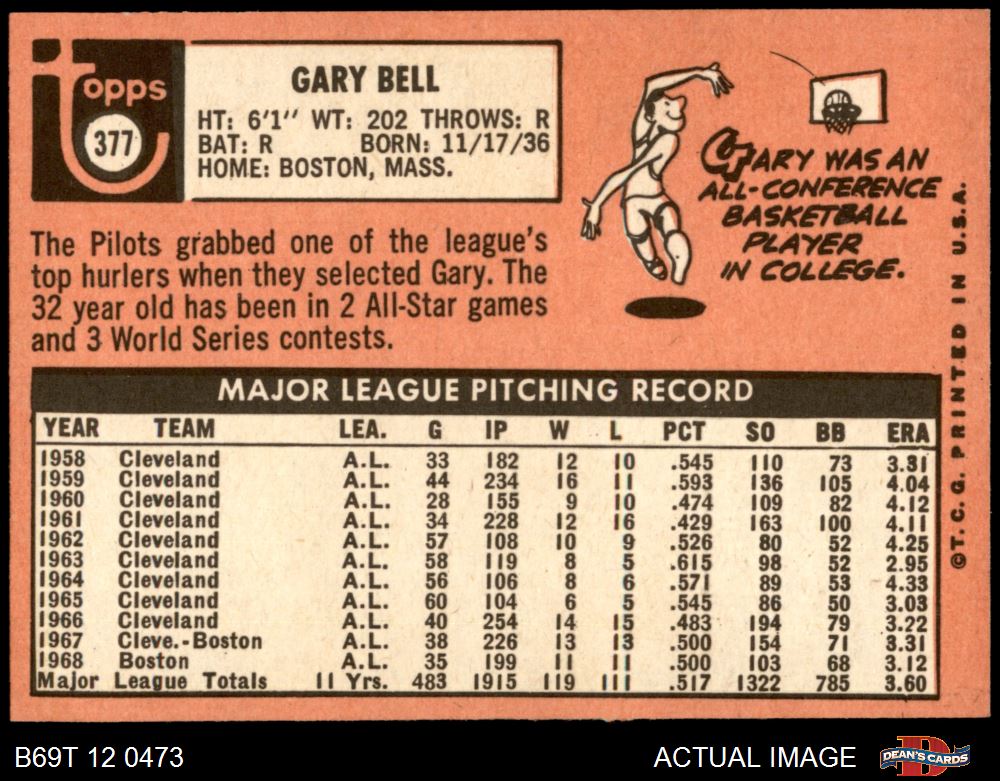 Topps
377
GARY BELL
HT: 6'1" WT: 202 THROWS: R
BAT: R BORN: 11/17/36
HOME: BOSTON, MASS.
The Pilots grabbed one of the league's
top hurlers when they selected Gary. The
32 year old has been in 2 All-Star games
and 3 World Series contests.
GARY WAS AN
ALL-CONFERENCE
BASKETBALL
PLAYER
IN COLLEGE.
MAJOR LEAGUE PITCHING RECORD
YEAR TEAM LEA. G IP W L PCT SO BB ERA
1958 Cleveland A.L. 33 182 12 10 .545 110 73 3.31
1959 Cleveland A.L. 44 234 16 11 .593 136 105 4.04
1960 Cleveland A.L. 28 155 9 10 .474 109 82 4.12
1961 Cleveland A.L. 34 228 12 16 .429 163 100 4.11
1962 Cleveland A.L. 57 108 10 9 .526 80 52 4.25
1963 Cleveland A.L. 58 119 8 5 .615 98 52 2.95
1964 Cleveland A.L. 56 106 8 6 .571 89 53 4.33
1965 Cleveland A.L. 60 104 6 5 .545 86 50 3.03
1966 Cleveland A.L. 40 254 14 15 .483 194 79 3.22
1967 Cleve.-Boston A.L. 38 226 13 13 .500 154 71 3.31
1968 Boston A.L. 35 199 11 11 .500 103 68 3.12
Major League Totals 11 Yrs. 483 1915 119 111 .517 1322 785 3.60
©T.C.G. PRINTED IN U.S.A.
B69T 12 0473
ACTUAL IMAGE
DEAN'S CARDS